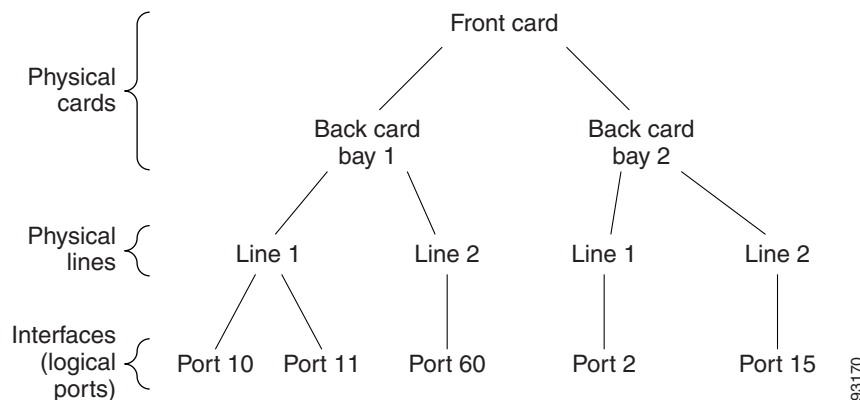 Front card
Physical
cards
Back card
bay 1
Back card
bay 2
Physical
lines
Line 1
Line 2
Line 1
Line 2
Interfaces
(logical
ports)
Port 10
Port 11
Port 60
Port 2
Port 15
93170